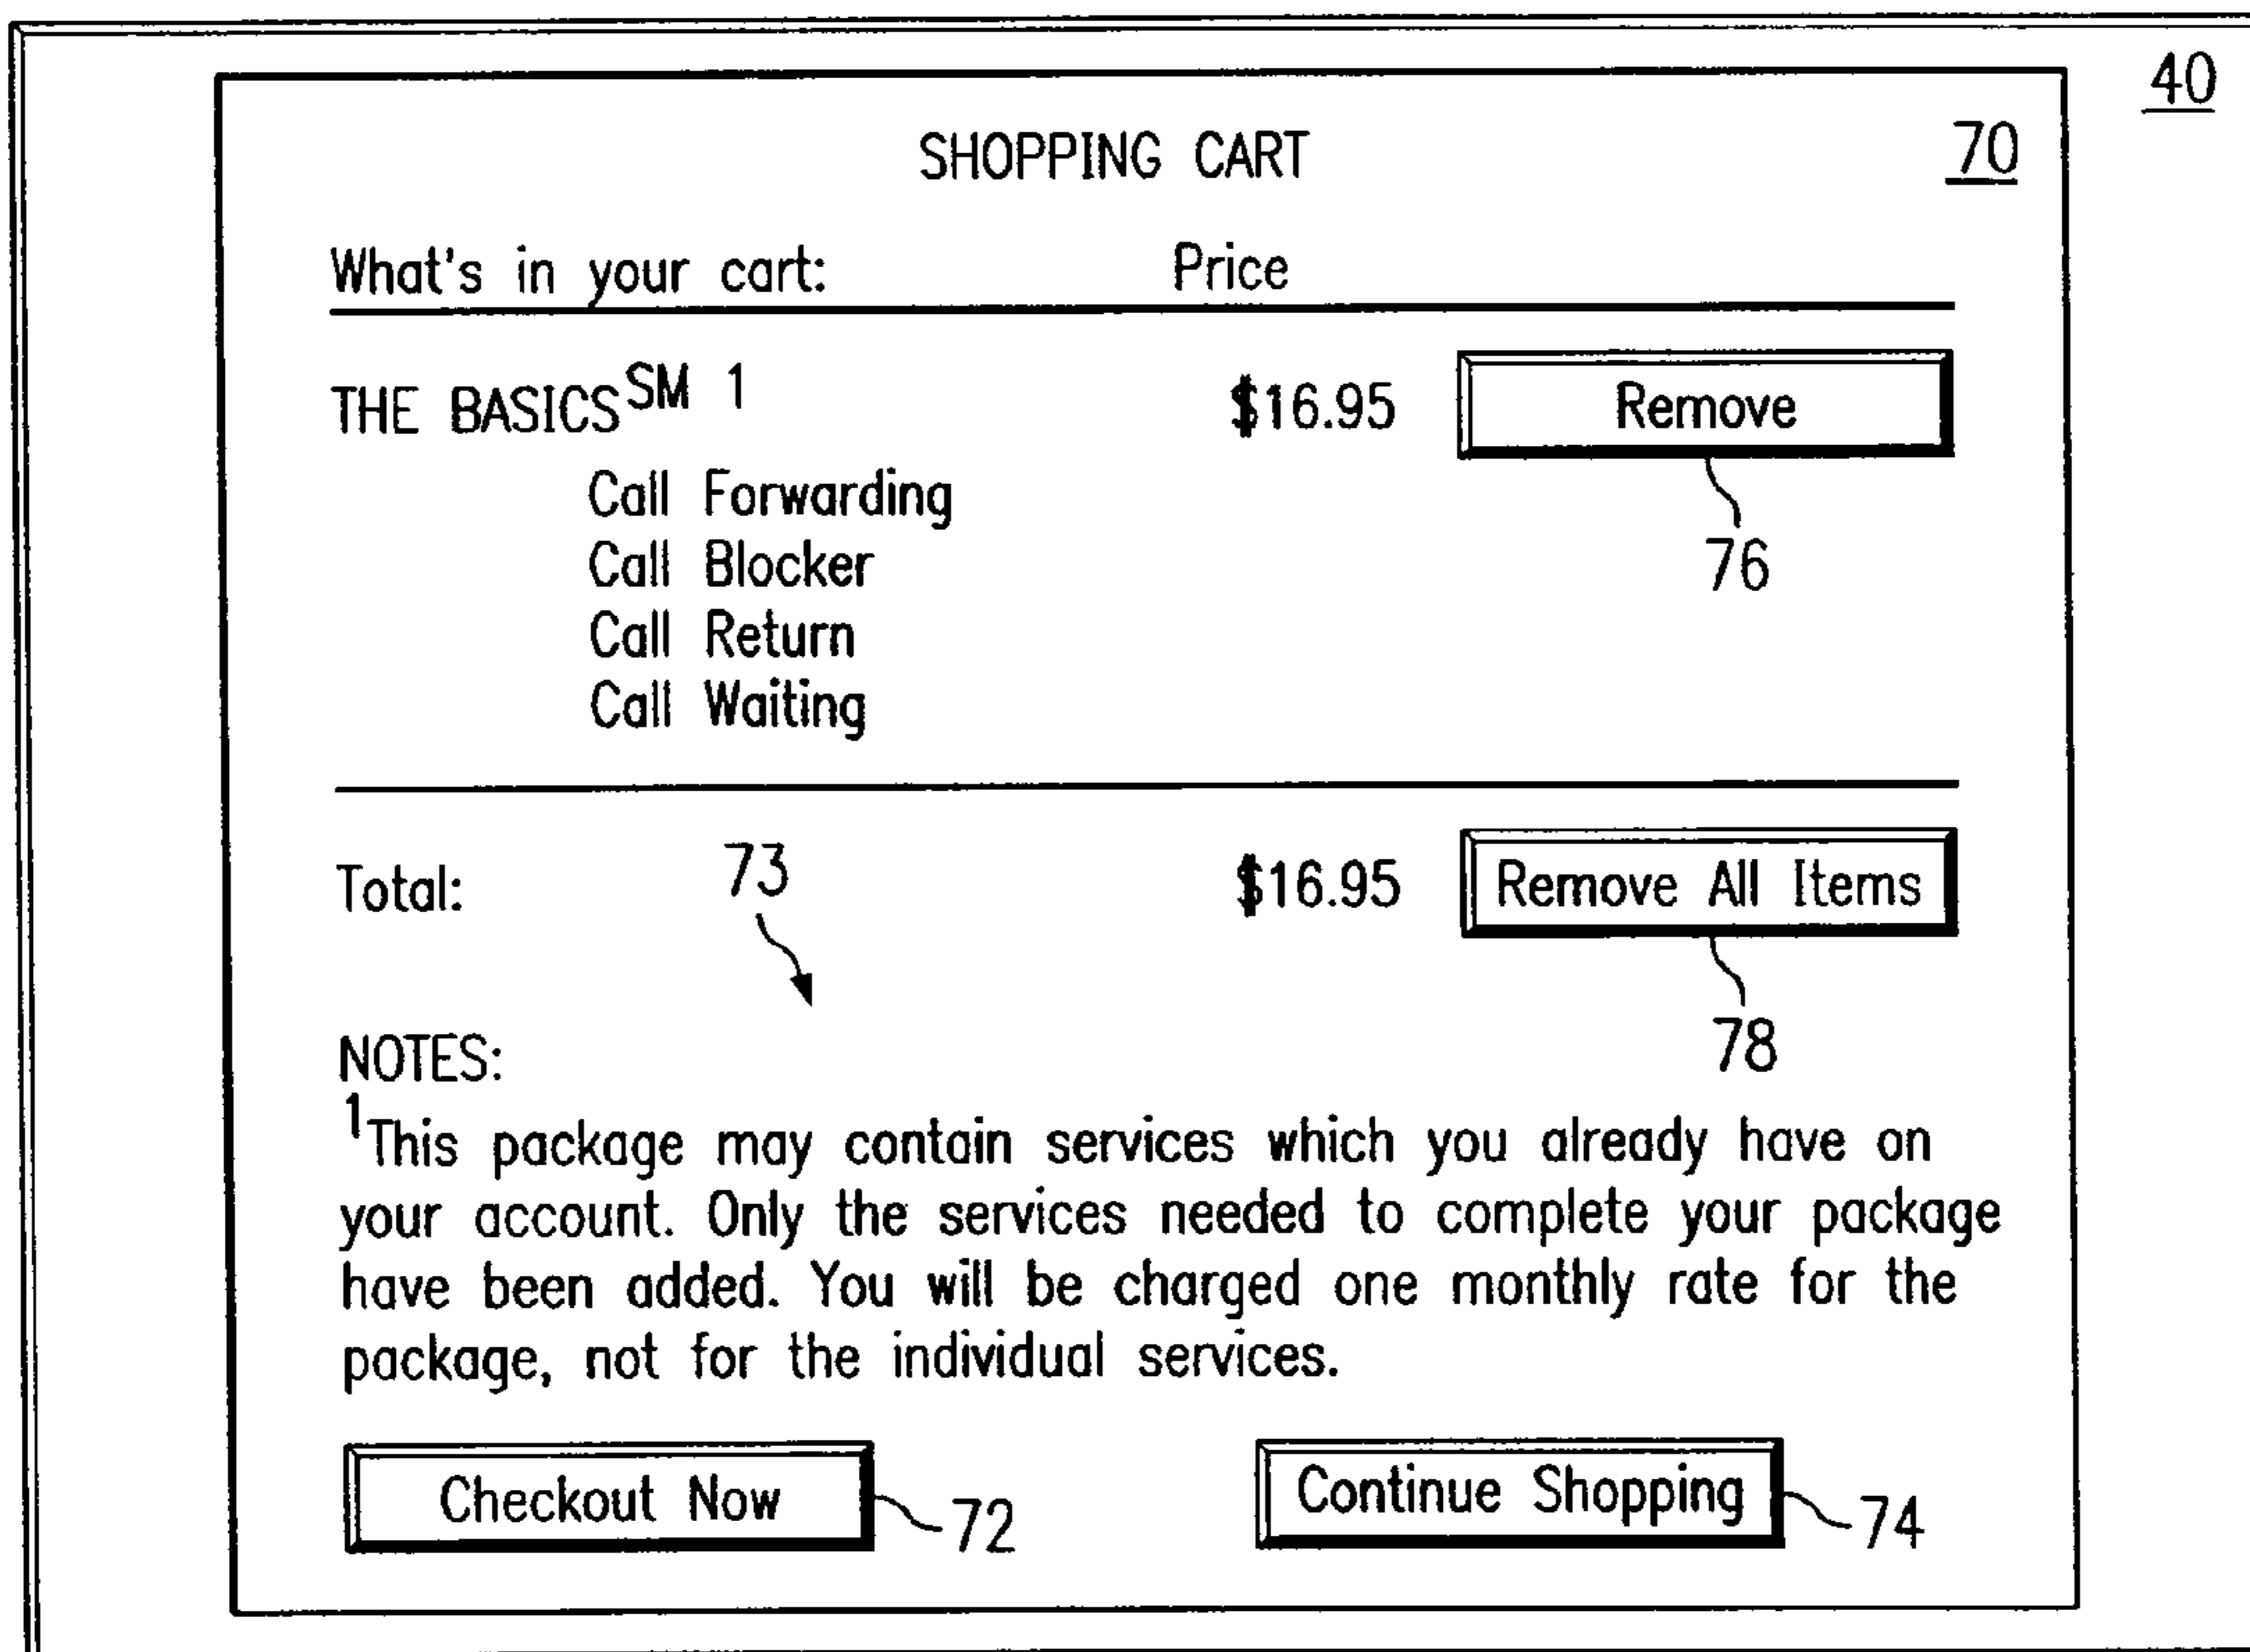 40
SHOPPING CART 70
What's in your cart: Price
THE BASICS SM 1 $16.95 Remove
Call Forwarding
76
Call Blocker
Call Return
Call Waiting
Total: 73 $16.95 Remove All Items
78
NOTES:
1This package may contain services which you already have on
your account. Only the services needed to complete your package
have been added. You will be charged one monthly rate for the
package, not for the individual services.
Checkout Now 72 Continue Shopping 74